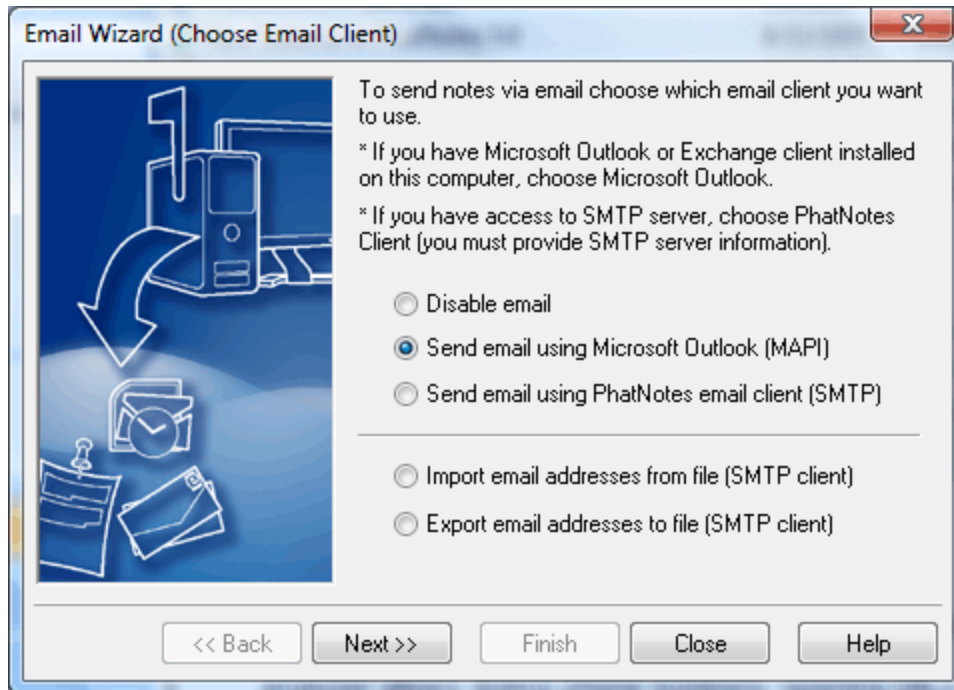 Email Wizard (Choose Email Client)
To send notes via email choose which email client you want
to use.
* If you have Microsoft Outlook or Exchange client installed
on this computer, choose Microsoft Outlook.
* If you have access to SMTP server, choose PhatNotes
Client (you must provide SMTP server information).
Disable email
Send email using Microsoft Outlook (MAPI)
Send email using PhatNotes email client (SMTP)
Import email addresses from file (SMTP client)
Export email addresses to file (SMTP client)
<< Back
Next >>
Finish
Close
Help